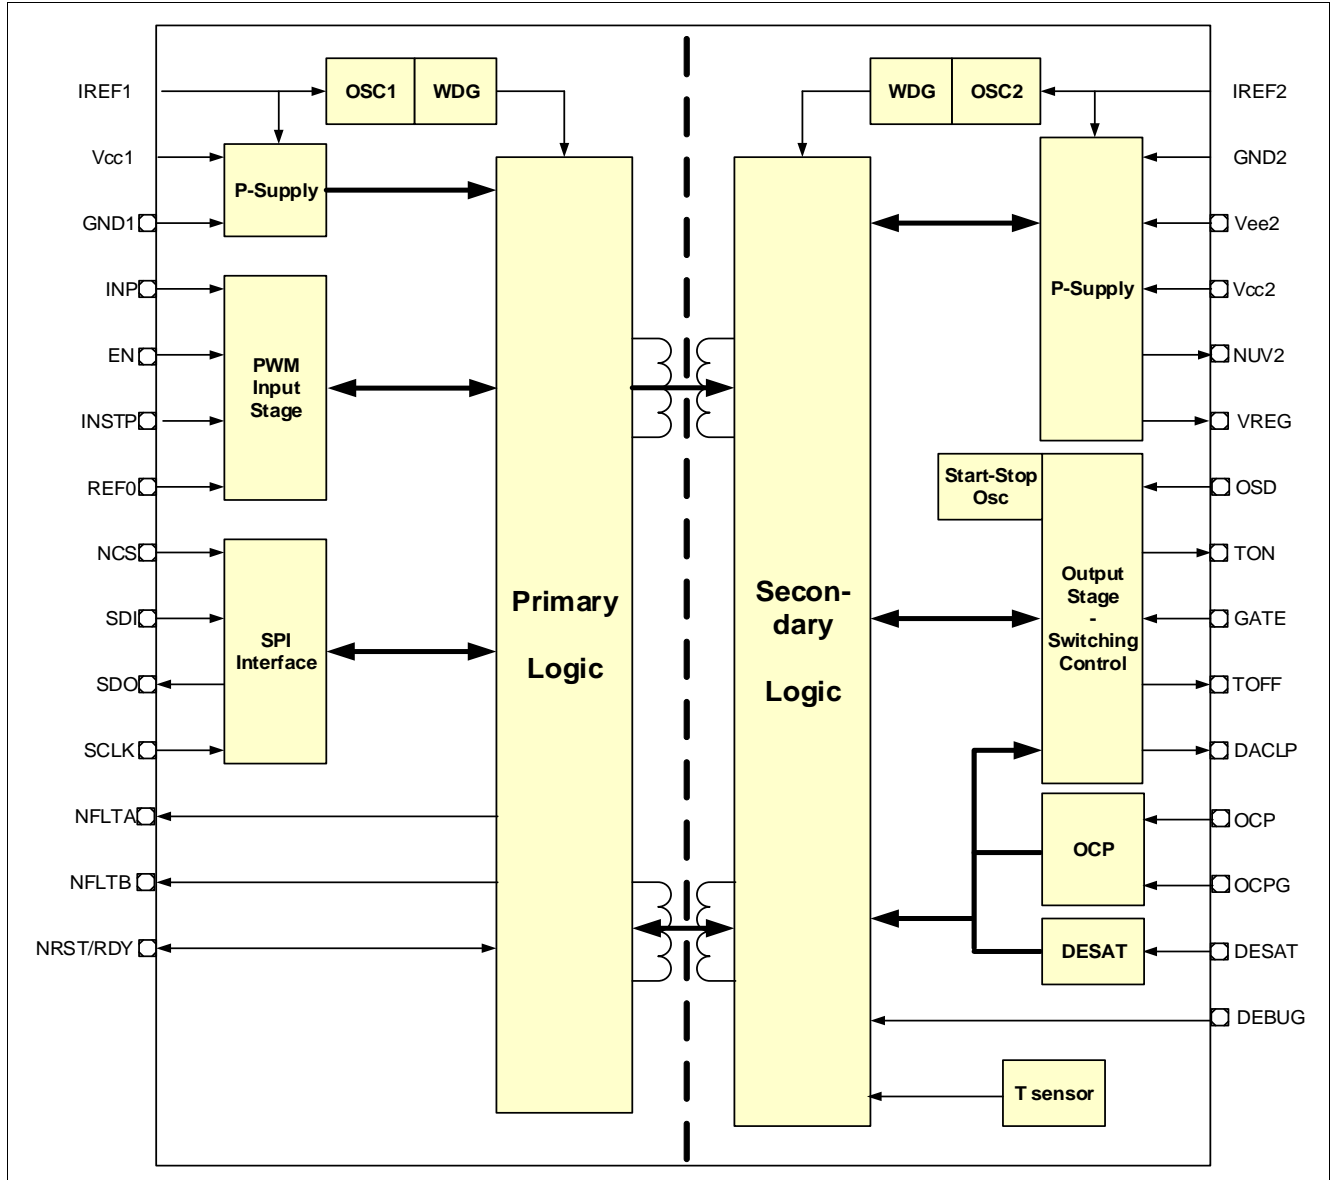 IREF1
OSC1
WDG
WDG
OSC2
IREF2
Vcc1
P-Supply
GND1
GND2
Vee2
P-Supply
Vcc2
NUV2
VREG
INP
EN
PWM
Input
Stage
INSTP
REF0
Start-Stop
Osc
OSD
TON
Output
Stage
-
Switching
Control
GATE
TOFF
DACLP
NCS
SDI
SPI
Interface
SDO
SCLK
Primary
Logic
Secon-
dary
Logic
NFLTA
NFLTB
NRST/RDY
OCP
OCP
OCPG
DESAT
DESAT
DEBUG
T sensor